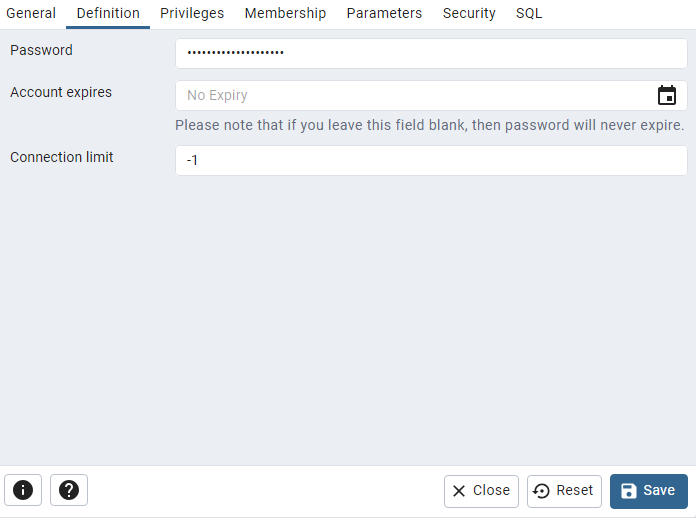 General Definition Privileges Membership Parameters Security SQL
Password ••••••••••••••••••••
Account expires No Expiry
Please note that if you leave this field blank, then password will never expire.
Connection limit -1
Close Reset Save